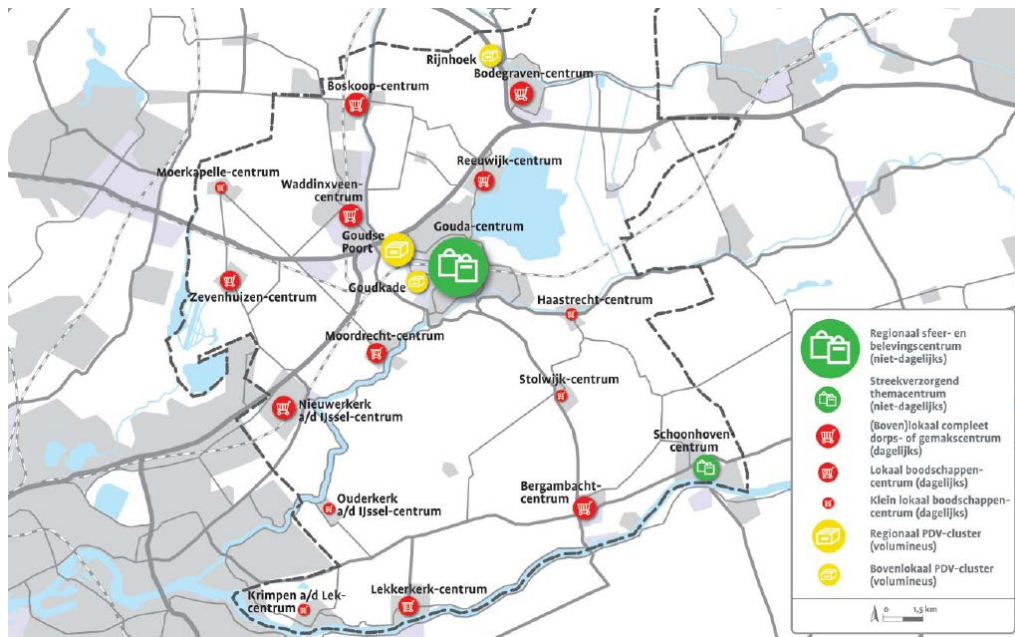 Rijnhoek
Bodegraven-centrum
Boskoop-centrum
Reeuwijk-centrum
Moerkapelle-centrum
Waddinxveen-
centrum
Goudse
Poort
Gouda-centrum
Goudkade
Zevenhuizen-centrum
Haastrecht-centrum
Moordrecht-centrum
Stolwijk-centrum
Nieuwerkerk
a/d IJssel-centrum
Schoonhoven
centrum
Ouderkerk
a/d IJssel-centrum
Bergambacht-
centrum
Krimpen a/d Lek-
centrum
Lekkerkerk-centrum
Regionaal sfeer- en
belevingscentrum
(niet-dagelijks)
Streekverzorgend
themacentrum
(niet-dagelijks)
(Boven)lokaal compleet
dorps- of gemakscentrum
(dagelijks)
Lokaal boodschappen-
centrum (dagelijks)
Klein lokaal boodschappen-
centrum (dagelijks)
Regionaal PDV-cluster
(volumineus)
Bovenlokaal PDV-cluster
(volumineus)
0 1,5 km